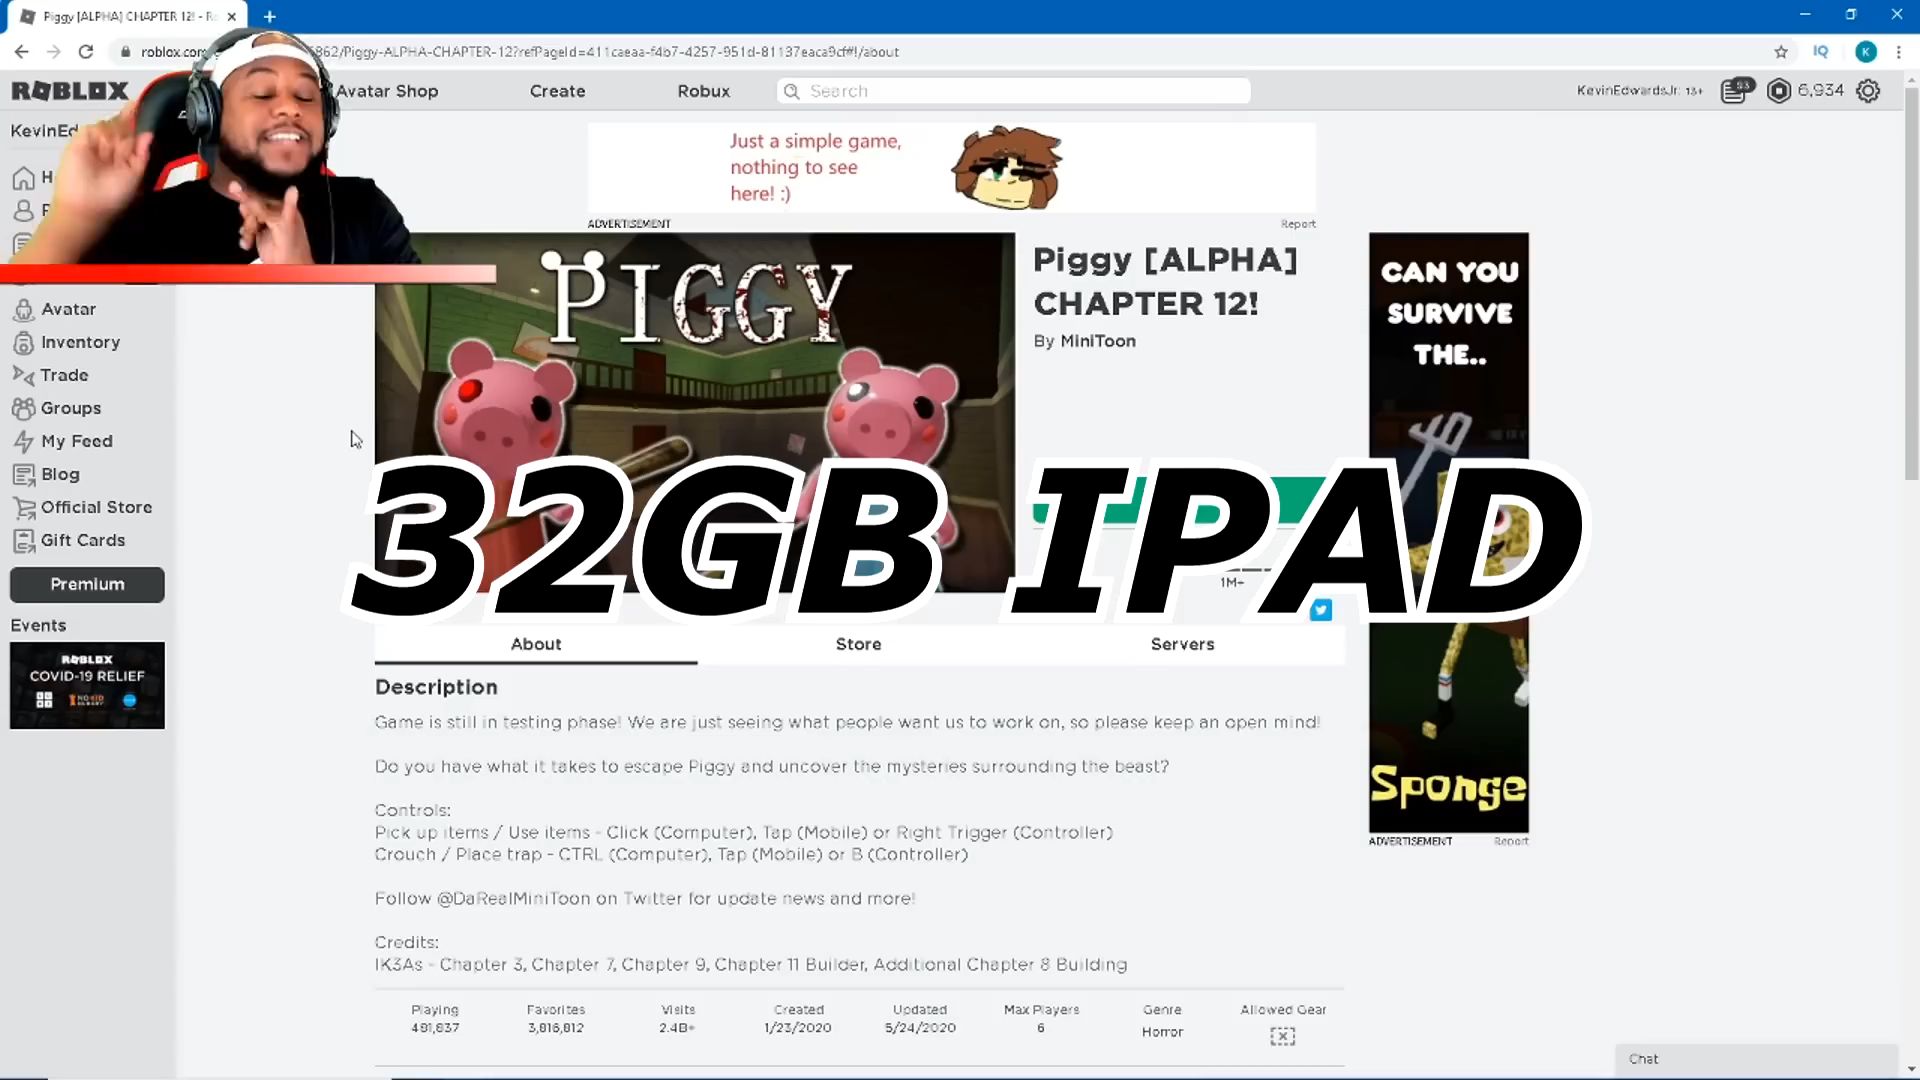 Piggy [ALPHA] CHAPTER 12! - Ro
roblox.com
862/Piggy-ALPHA-CHAPTER-12?refPageId=411caeaa-f4b7-4257-951d-81137eaca9cf#!/about
IQ
K
ROBLOX
Avatar Shop
Create
Robux
Search
KevinEdwardsJr: 13+
93
6,934
KevinEd
Just a simple game,
nothing to see
here! :)
ADVERTISEMENT
Report
Avatar
Inventory
Trade
Groups
My Feed
Blog
Official Store
Gift Cards
Premium
Events
ROBLOX
COVID-19 RELIEF
NO KID HUNGRY
PIGGY
Piggy [ALPHA]
CHAPTER 12!
By MiniToon
1M+
32GB IPAD
CAN YOU
SURVIVE
THE..
Sponge
ADVERTISEMENT
Report
About
Store
Servers
Description
Game is still in testing phase! We are just seeing what people want us to work on, so please keep an open mind!
Do you have what it takes to escape Piggy and uncover the mysteries surrounding the beast?
Controls:
Pick up items / Use items - Click (Computer), Tap (Mobile) or Right Trigger (Controller)
Crouch / Place trap - CTRL (Computer), Tap (Mobile) or B (Controller)
Follow @DaRealMiniToon on Twitter for update news and more!
Credits:
IK3As - Chapter 3, Chapter 7, Chapter 9, Chapter 11 Builder, Additional Chapter 8 Building
Playing
491,837
Favorites
3,816,812
Visits
2.4B+
Created
1/23/2020
Updated
5/24/2020
Max Players
6
Genre
Horror
Allowed Gear
Chat